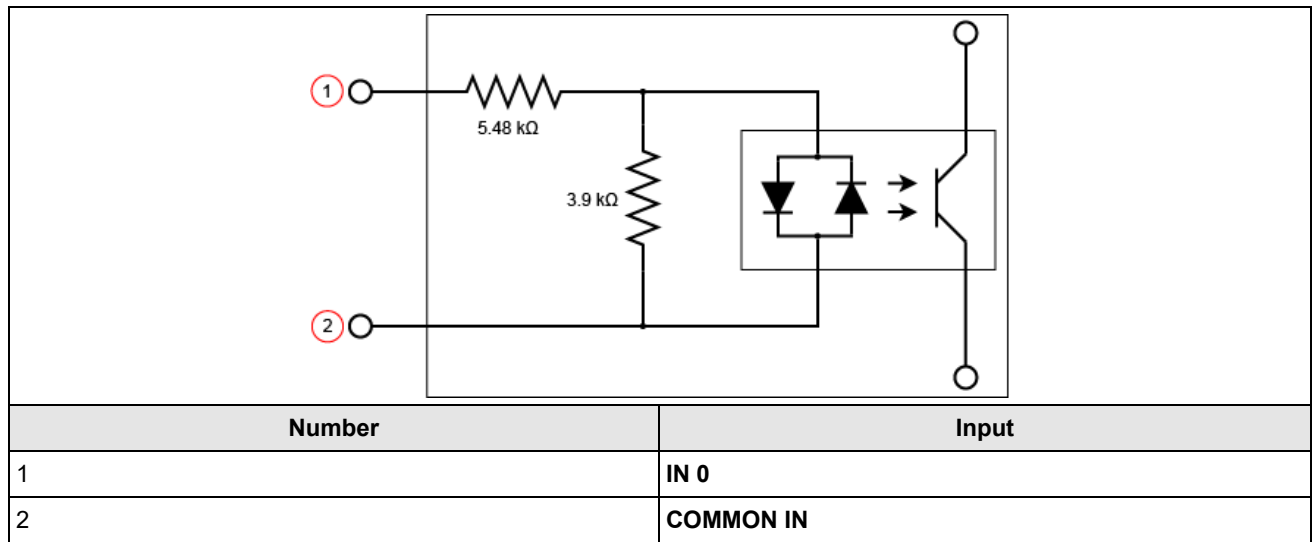 1
5.48 kΩ
3.9 kΩ
2
Number Input
1 IN 0
2 COMMON IN